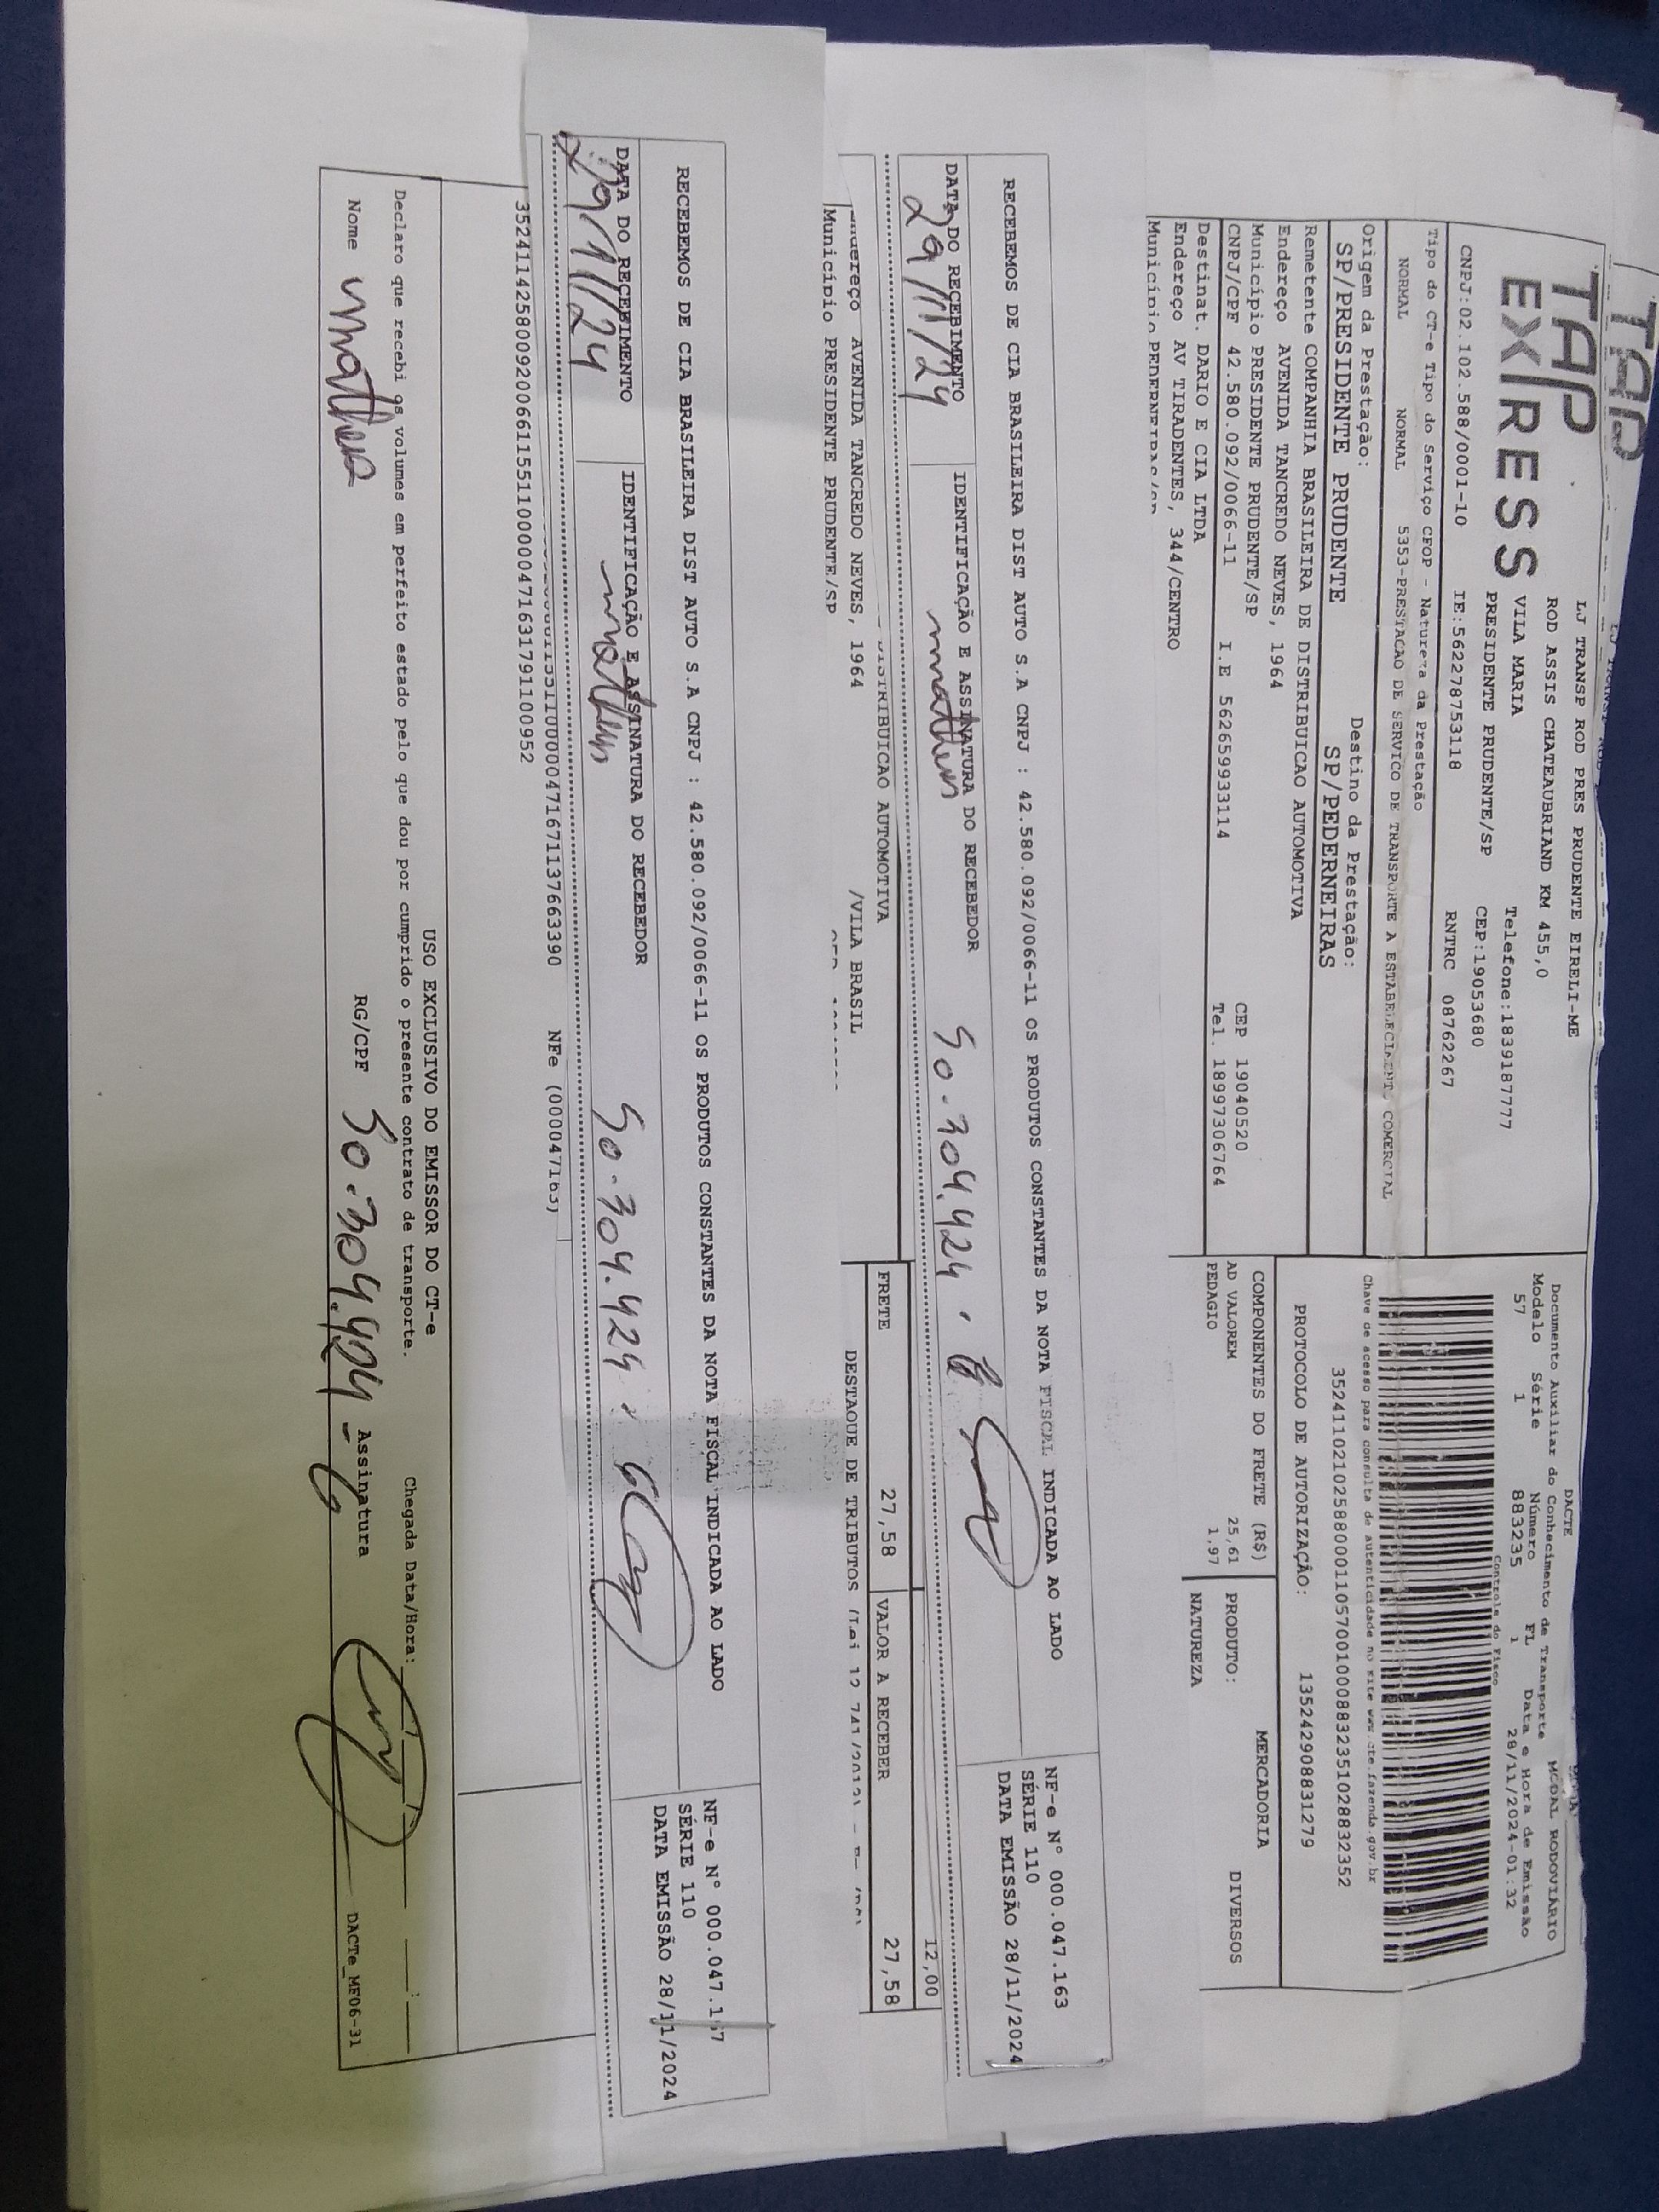 TAP
TAP
EXPRESS
LJ TRANSP ROD PRES PRUDENTE EIRELI-ME
ROD ASSIS CHATEAUBRIAND KM 455,0
VILA MARIA Telefone:1839187777
PRESIDENTE PRUDENTE/SP CEP:19053680
CNPJ:02.102.588/0001-10 IE:562278753118 RNTRC 08762267
Tipo do CT-e Tipo do Serviço CFOP - Natureza da Prestação
NORMAL NORMAL 5353-PRESTACAO DE SERVICO DE TRANSPORTE A ESTABELECIMENT COMERCIAL
Origem da Prestação: Destino da Prestação:
SP/PRESIDENTE PRUDENTE SP/PEDERNEIRAS
Remetente COMPANHIA BRASILEIRA DE DISTRIBUICAO AUTOMOTIVA
Endereço AVENIDA TANCREDO NEVES, 1964
Município PRESIDENTE PRUDENTE/SP CEP 19040520
CNPJ/CPF 42.580.092/0066-11 I.E 562659933114 Tel. 18997306764
Destinat. DARIO E CIA LTDA
Endereço AV TIRADENTES, 344/CENTRO
Município PEDERNEIRAS/SP
DACTE
Documento Auxiliar do Conhecimento de Transporte MODAL RODOVIÁRIO
Modelo Série Número FL Data e Hora de Emissão
57 1 883235 1 28/11/2024-01:32
Controle do Fisco
Chave de acesso para consulta de autenticidade no site www.cte.fazenda.gov.br
35241102102588000110570010008832351028832352
PROTOCOLO DE AUTORIZAÇÃO: 135242908831279
COMPONENTES DO FRETE (R$) MERCADORIA
AD VALOREM 25,61 PRODUTO: DIVERSOS
PEDAGIO 1,97 NATUREZA
RECEBEMOS DE CIA BRASILEIRA DIST AUTO S.A CNPJ : 42.580.092/0066-11 OS PRODUTOS CONSTANTES DA NOTA FISCAL INDICADA AO LADO
NF-e Nº 000.047.163
SÉRIE 110
DATA EMISSÃO 28/11/2024
DATA DO RECEBIMENTO IDENTIFICAÇÃO E ASSINATURA DO RECEBEDOR
29/11/24 matheus 50.304.424
DISTRIBUICAO AUTOMOTIVA 12,00
Endereço AVENIDA TANCREDO NEVES, 1964 /VILA BRASIL FRETE 27,58 VALOR A RECEBER 27,58
Município PRESIDENTE PRUDENTE/SP DESTAQUE DE TRIBUTOS
RECEBEMOS DE CIA BRASILEIRA DIST AUTO S.A CNPJ : 42.580.092/0066-11 OS PRODUTOS CONSTANTES DA NOTA FISCAL INDICADA AO LADO
NF-e Nº 000.047.167
SÉRIE 110
DATA EMISSÃO 28/11/2024
DATA DO RECEBIMENTO IDENTIFICAÇÃO E ASSINATURA DO RECEBEDOR
29/11/24 matheus 50.304.424
NFe (000047163)
35241142580092006611551100000471631791100952
USO EXCLUSIVO DO EMISSOR DO CT-e
Declaro que recebi os volumes em perfeito estado pelo que dou por cumprido o presente contrato de transporte. Chegada Data/Hora:
Nome matheus RG/CPF 50.304.424 Assinatura
DACTe_MF06-31